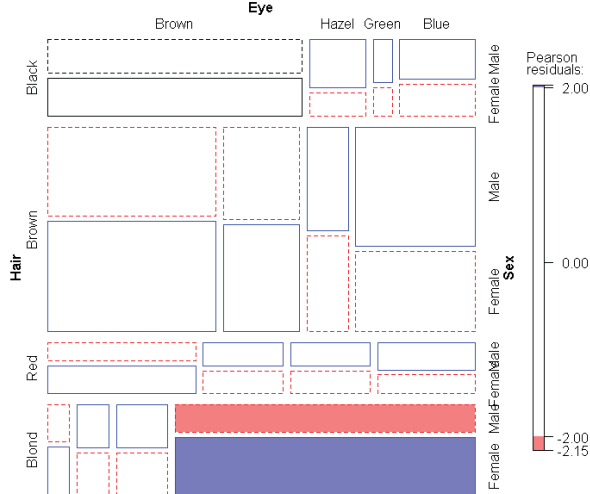 Eye
Brown Hazel Green Blue
Black
Male
Female
Brown
Male
Female
Red
Male
Female
Blond
Male
Female
Hair
Sex
Pearson
residuals:
2.00
0.00
-2.00
-2.15